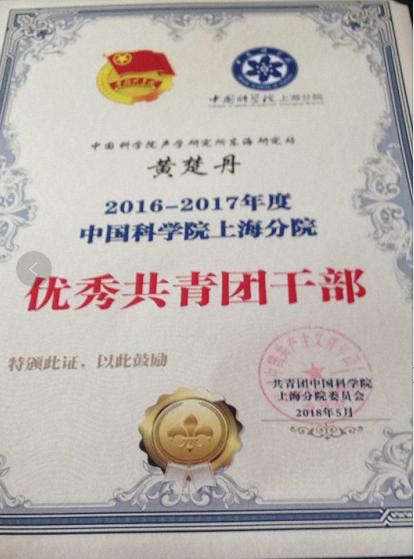 中国科学院上海分院
中国科学院声学研究所东海研究站
黄楚丹
2016-2017年度
中国科学院上海分院
优秀共青团干部
特颁此证，以此鼓励
共青团中国科学院
上海分院委员会
2018年5月